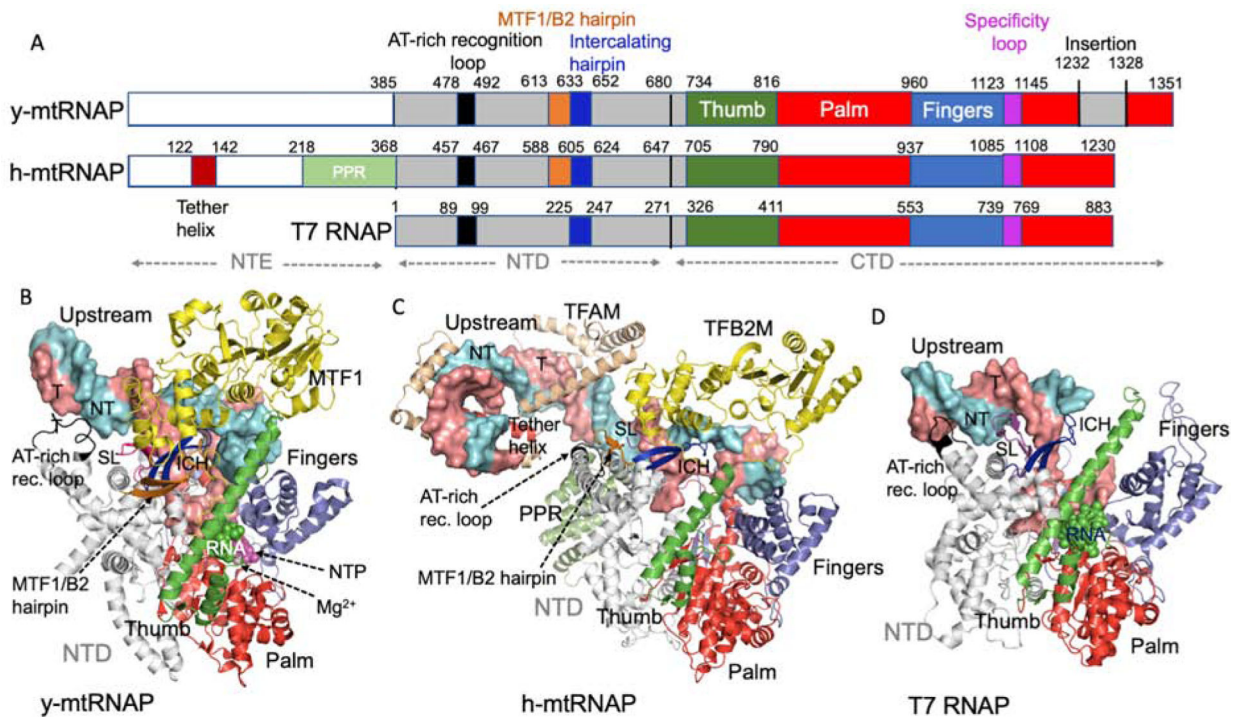 A
MTF1/B2 hairpin
AT-rich recognition
loop
Intercalating
hairpin
Specificity
loop
Insertion
385 478 492 613 633 652 680 734 816 960 1123 1145 1232 1328 1351
y-mtRNAP Thumb Palm Fingers
122 142 218 368 457 467 588 605 624 647 705 790 937 1085 1108 1230
h-mtRNAP PPR
Tether
helix
1 89 99 225 247 271 326 411 553 739 769 883
T7 RNAP
NTE NTD CTD
B
Upstream
T
NT
MTF1
T
AT-rich
rec. loop
SL
ICH
Fingers
RNA
NTP
Mg2+
MTF1/B2
hairpin
Thumb
NTD
Palm
y-mtRNAP
C
Upstream
TFAM
TFB2M
NT
T
Tether
helix
SL
ICH
AT-rich
rec. loop
PPR
MTF1/B2 hairpin
Fingers
NTD
Thumb
Palm
h-mtRNAP
D
Upstream
T
NT
SL
ICH
Fingers
AT-rich
rec. loop
RNA
NTD
Thumb
Palm
T7 RNAP